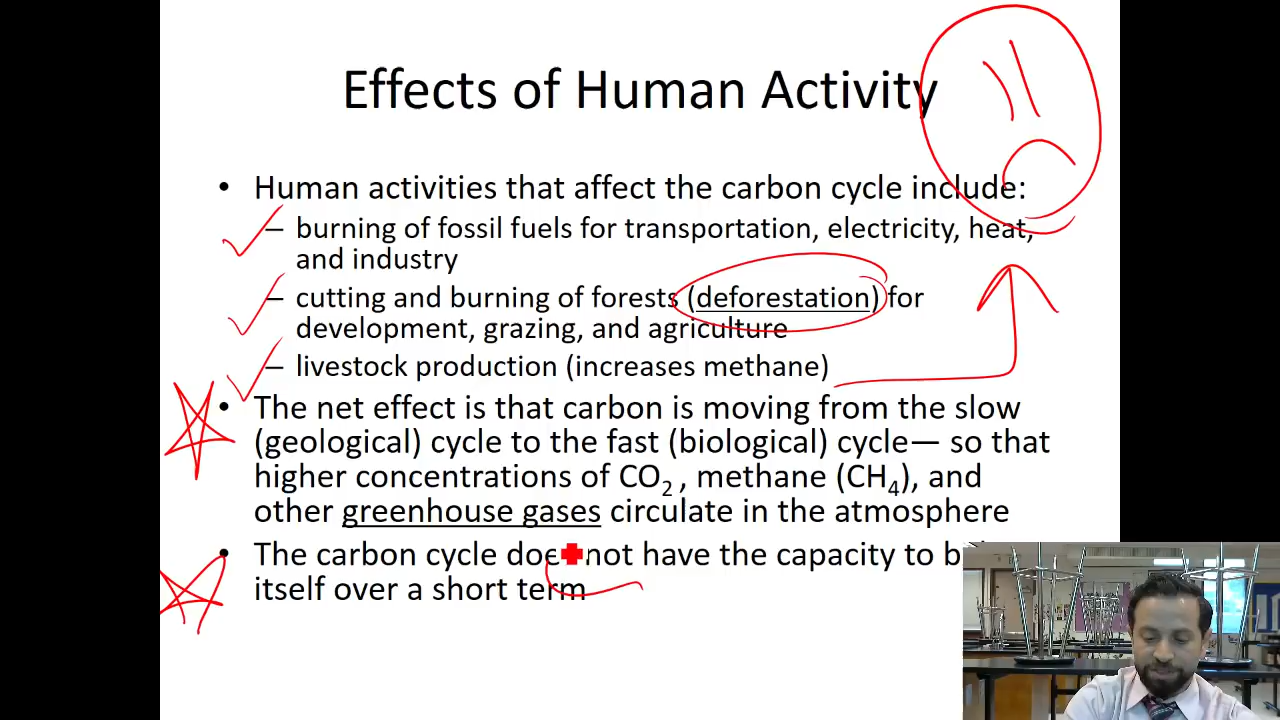 Effects of Human Activity
• Human activities that affect the carbon cycle include:
– burning of fossil fuels for transportation, electricity, heat,
and industry
– cutting and burning of forests (deforestation) for
development, grazing, and agriculture
– livestock production (increases methane)
• The net effect is that carbon is moving from the slow
(geological) cycle to the fast (biological) cycle— so that
higher concentrations of CO₂ , methane (CH₄), and
other greenhouse gases circulate in the atmosphere
• The carbon cycle does not have the capacity to
itself over a short term